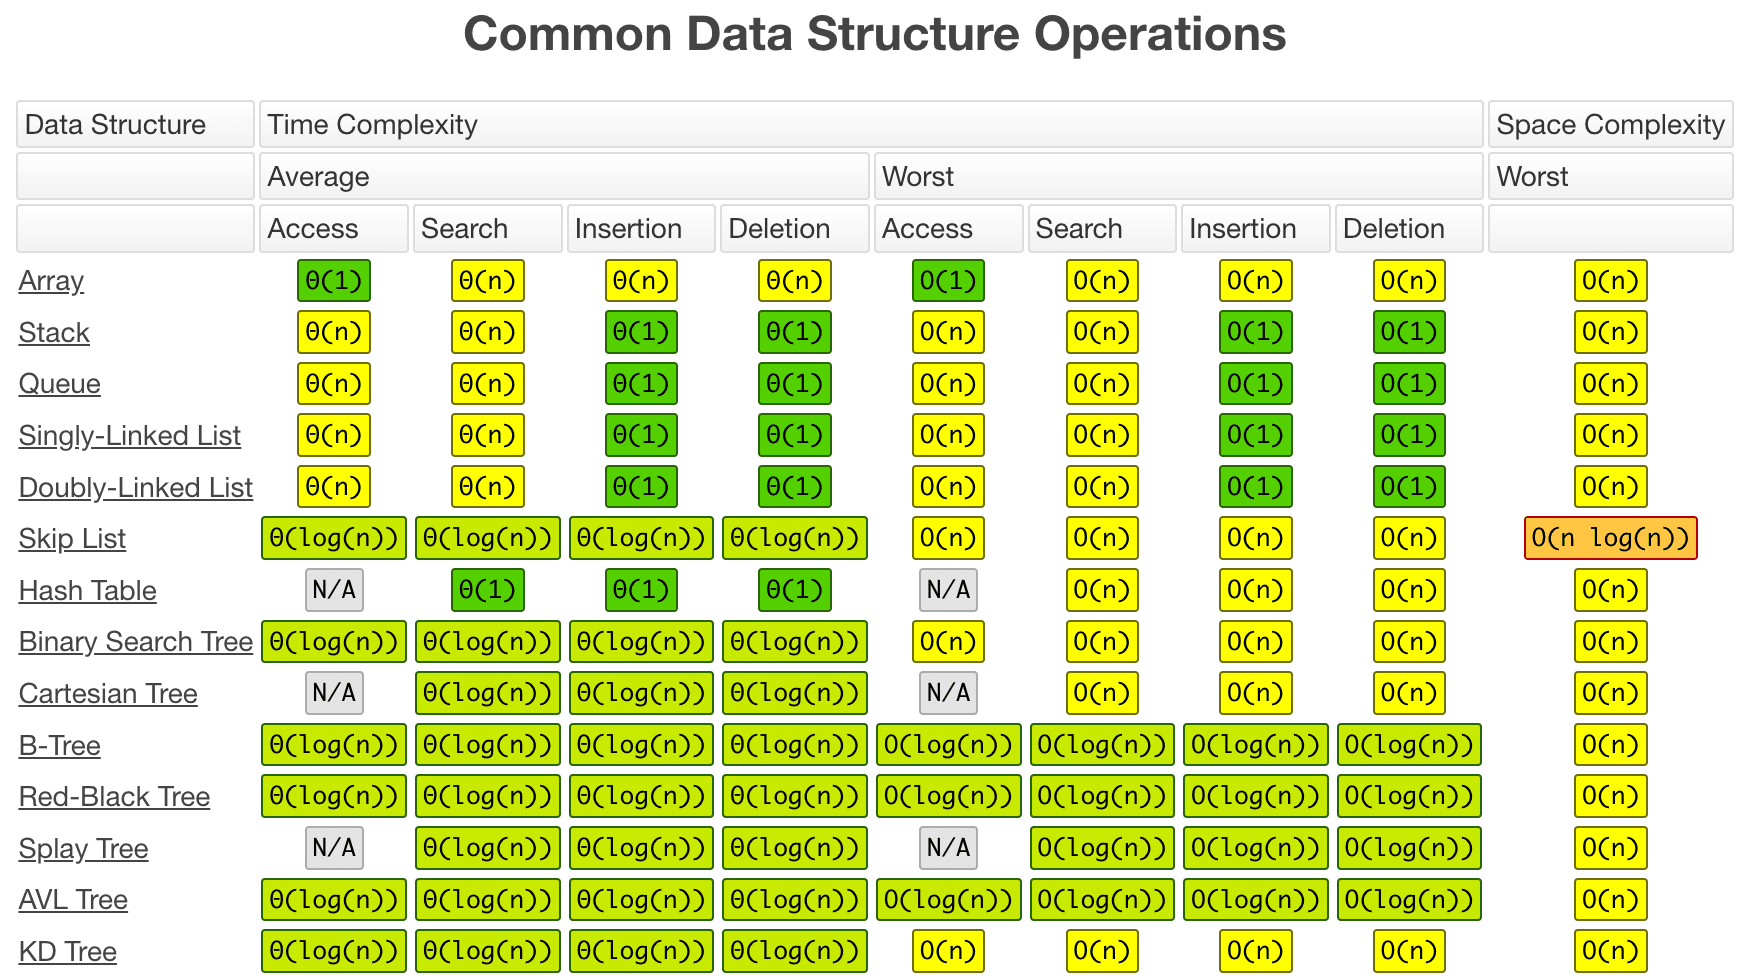 Common Data Structure Operations
Data Structure Time Complexity Space Complexity
Average Worst Worst
Access Search Insertion Deletion Access Search Insertion Deletion
Array Θ(1) Θ(n) Θ(n) Θ(n) O(1) O(n) O(n) O(n) O(n)
Stack Θ(n) Θ(n) Θ(1) Θ(1) O(n) O(n) O(1) O(1) O(n)
Queue Θ(n) Θ(n) Θ(1) Θ(1) O(n) O(n) O(1) O(1) O(n)
Singly-Linked List Θ(n) Θ(n) Θ(1) Θ(1) O(n) O(n) O(1) O(1) O(n)
Doubly-Linked List Θ(n) Θ(n) Θ(1) Θ(1) O(n) O(n) O(1) O(1) O(n)
Skip List Θ(log(n)) Θ(log(n)) Θ(log(n)) Θ(log(n)) O(n) O(n) O(n) O(n) O(n log(n))
Hash Table N/A Θ(1) Θ(1) Θ(1) N/A O(n) O(n) O(n) O(n)
Binary Search Tree Θ(log(n)) Θ(log(n)) Θ(log(n)) Θ(log(n)) O(n) O(n) O(n) O(n) O(n)
Cartesian Tree N/A Θ(log(n)) Θ(log(n)) Θ(log(n)) N/A O(n) O(n) O(n) O(n)
B-Tree Θ(log(n)) Θ(log(n)) Θ(log(n)) Θ(log(n)) O(log(n)) O(log(n)) O(log(n)) O(log(n)) O(n)
Red-Black Tree Θ(log(n)) Θ(log(n)) Θ(log(n)) Θ(log(n)) O(log(n)) O(log(n)) O(log(n)) O(log(n)) O(n)
Splay Tree N/A Θ(log(n)) Θ(log(n)) Θ(log(n)) N/A O(log(n)) O(log(n)) O(log(n)) O(n)
AVL Tree Θ(log(n)) Θ(log(n)) Θ(log(n)) Θ(log(n)) O(log(n)) O(log(n)) O(log(n)) O(log(n)) O(n)
KD Tree Θ(log(n)) Θ(log(n)) Θ(log(n)) Θ(log(n)) O(n) O(n) O(n) O(n) O(n)